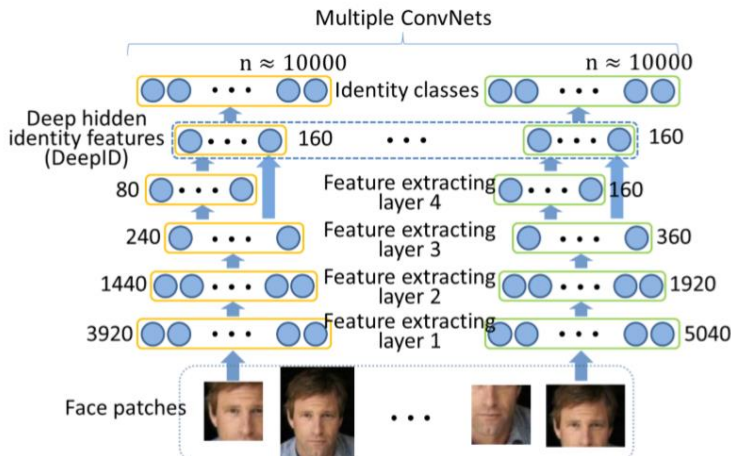 Multiple ConvNets
n ≈ 10000
n ≈ 10000
Identity classes
Deep hidden
identity features
(DeepID)
160
160
80
Feature extracting
layer 4
160
240
Feature extracting
layer 3
360
1440
Feature extracting
layer 2
1920
3920
Feature extracting
layer 1
5040
Face patches